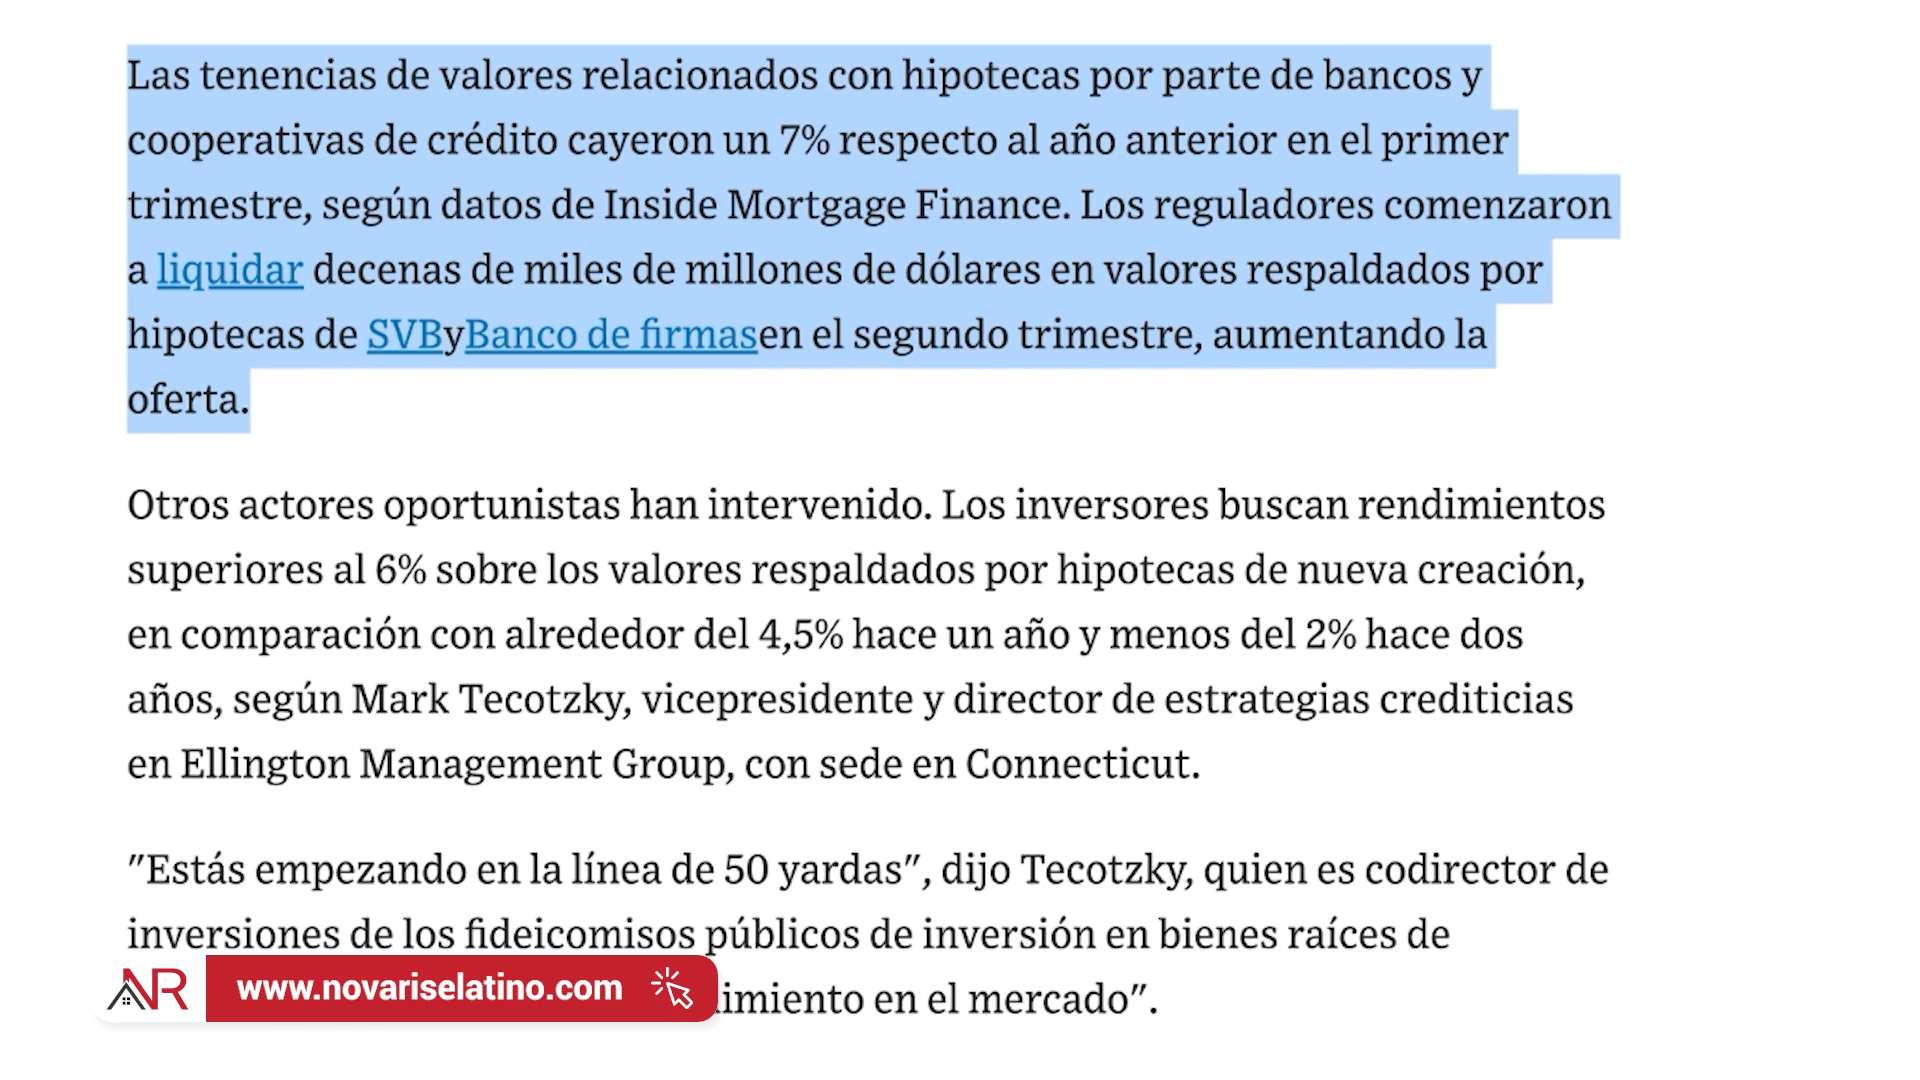 Las tenencias de valores relacionados con hipotecas por parte de bancos y
cooperativas de crédito cayeron un 7% respecto al año anterior en el primer
trimestre, según datos de Inside Mortgage Finance. Los reguladores comenzaron
a liquidar decenas de miles de millones de dólares en valores respaldados por
hipotecas de SVByBanco de firmasen el segundo trimestre, aumentando la
oferta.
Otros actores oportunistas han intervenido. Los inversores buscan rendimientos
superiores al 6% sobre los valores respaldados por hipotecas de nueva creación,
en comparación con alrededor del 4,5% hace un año y menos del 2% hace dos
años, según Mark Tecotzky, vicepresidente y director de estrategias crediticias
en Ellington Management Group, con sede en Connecticut.
"Estás empezando en la línea de 50 yardas", dijo Tecotzky, quien es codirector de
inversiones de los fideicomisos públicos de inversión en bienes raíces de
en el mercado".
NR www.novariselatino.com